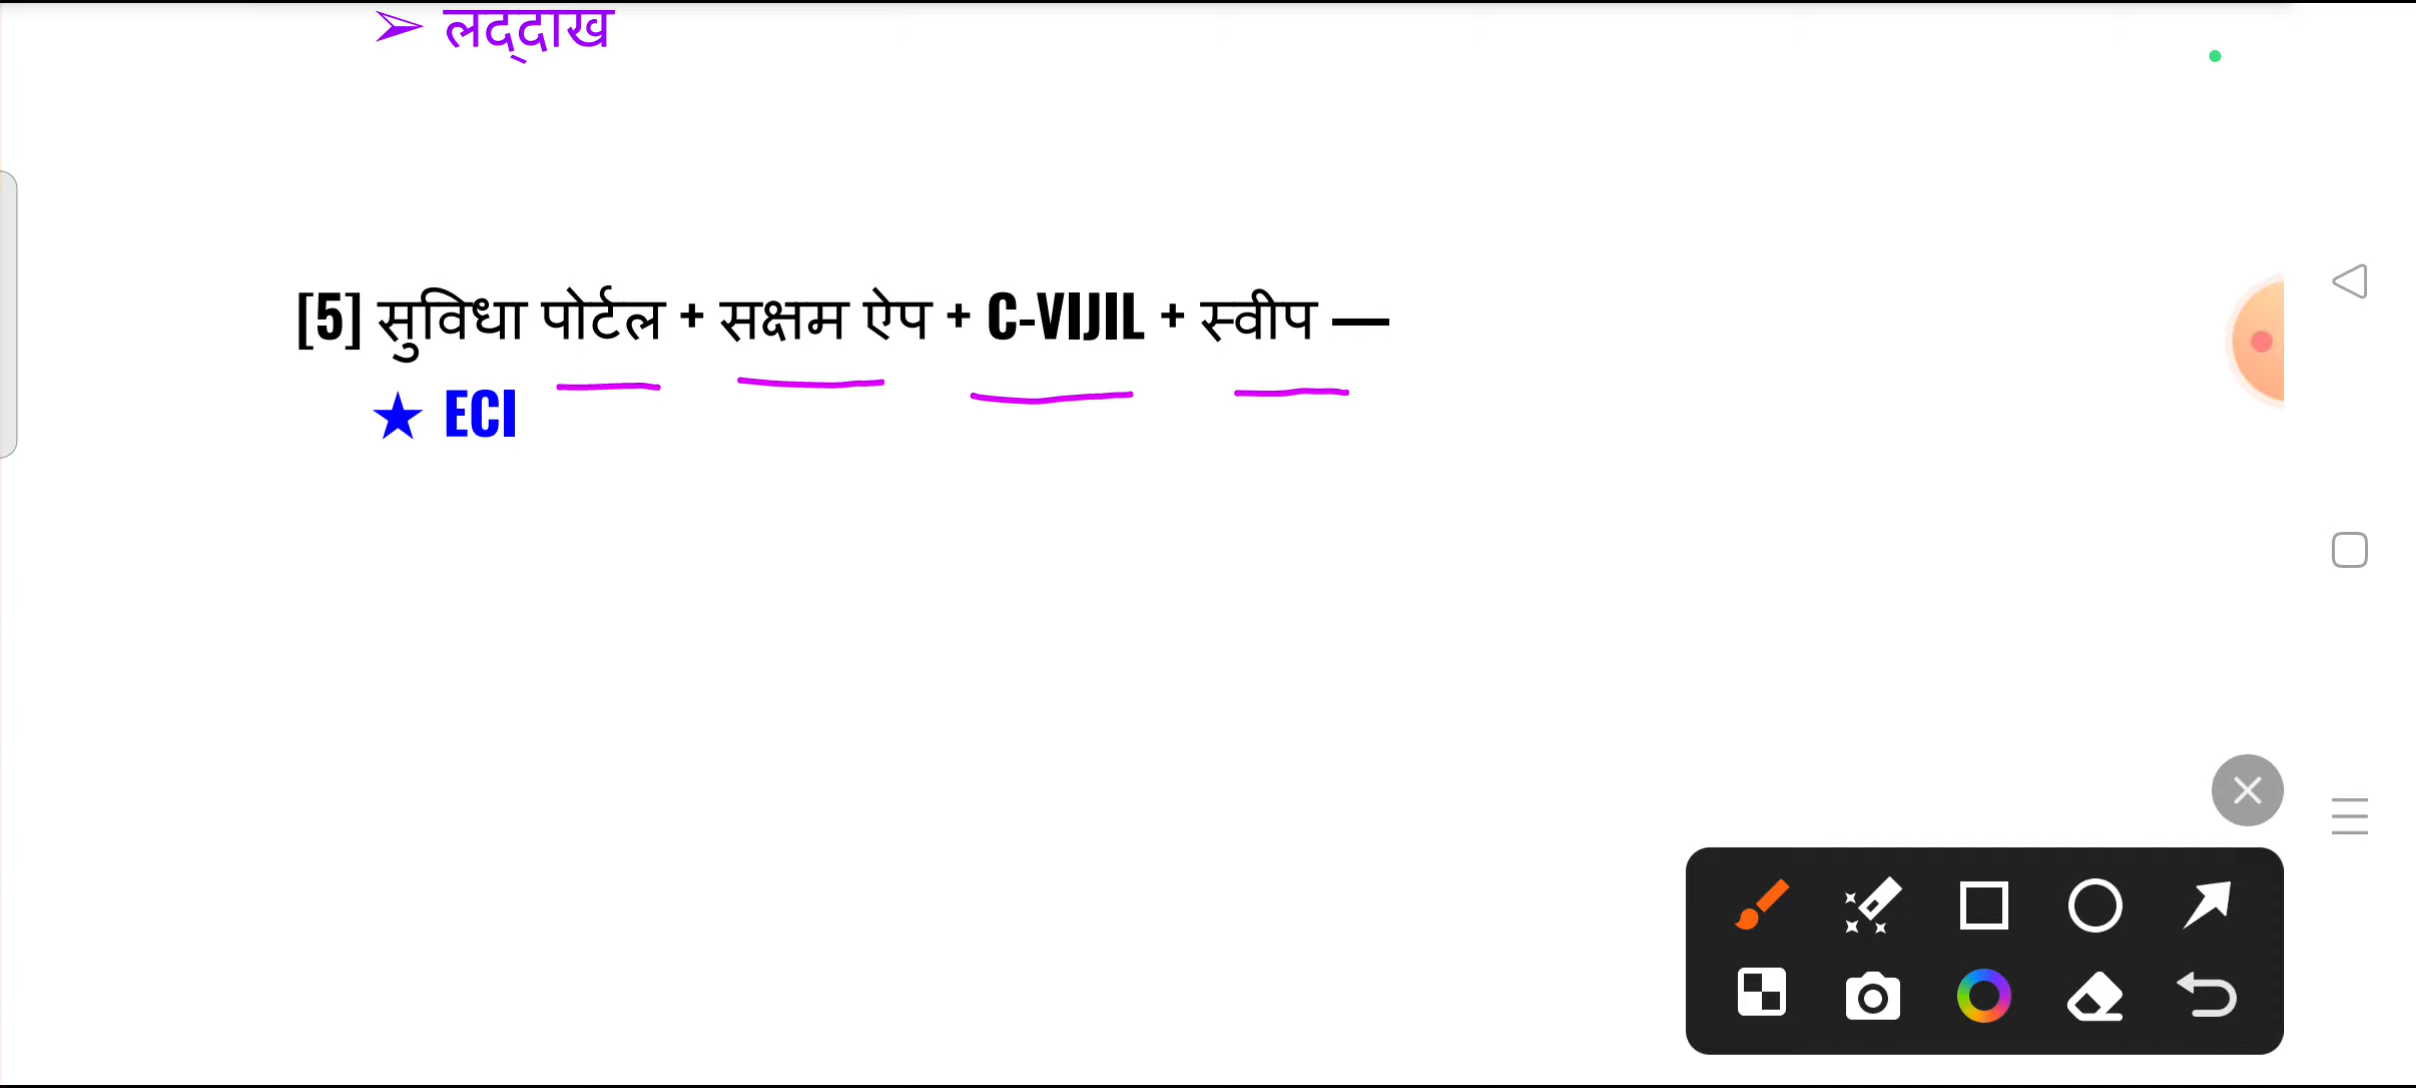 ➢ लद्दाख
[5] सुविधा पोर्टल + सक्षम ऐप + C-VIJIL + स्वीप —
★ ECI